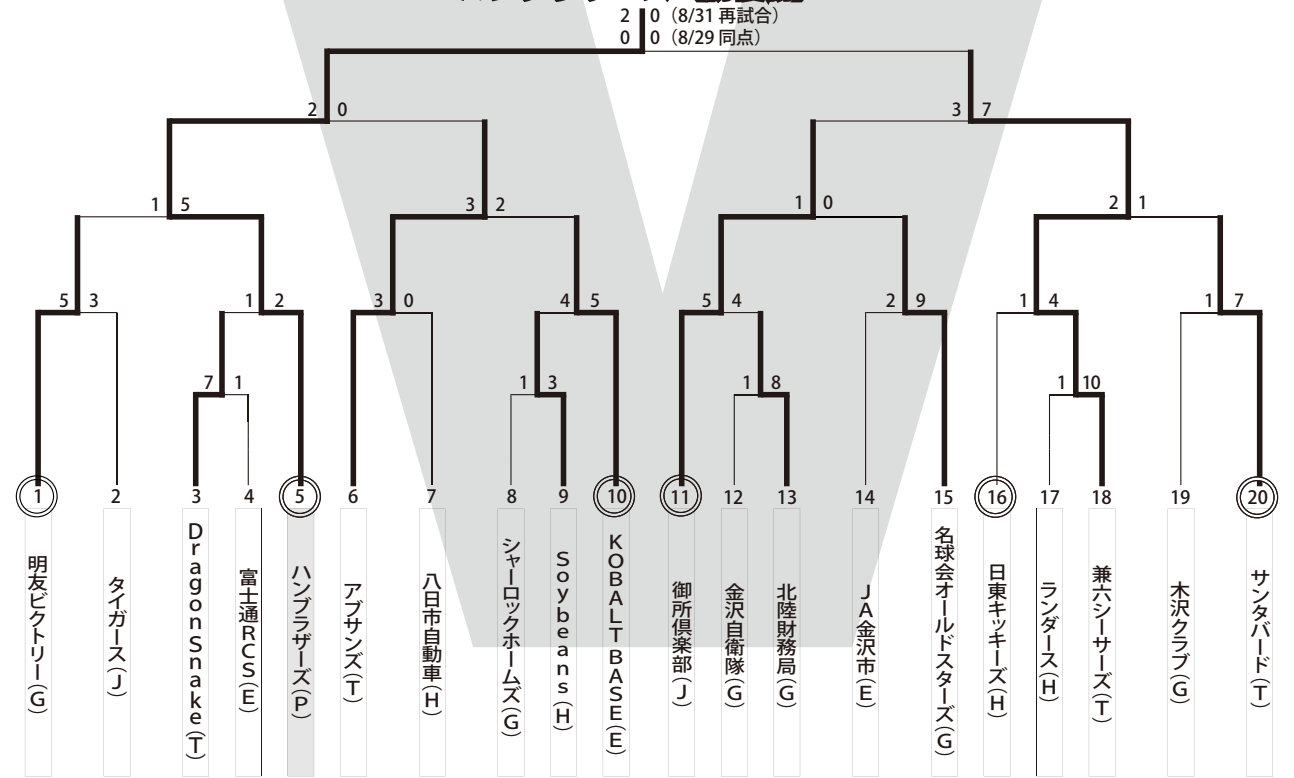 2 0（8/31 再試合）
0 0（8/29 同点）
2 0
3 7
1 5
3 2
1 0
2 1
5 3
1 2
3 0
4 5
5 4
2 9
1 4
1 7
7 1
1 3
1 8
1 10
1
2
3
4
5
6
7
8
9
10
11
12
13
14
15
16
17
18
19
20
明友ビクトリー（G）
タイガース（J）
DragonSnake（T）
富士通RCS（E）
ハンブラザーズ（P）
アブサンズ（T）
八日市自動車（H）
シャーロックホームズ（G）
Soybeans（H）
KOBALT BASE（E）
御所倶楽部（J）
金沢自衛隊（G）
北陸財務局（G）
JA金沢市（E）
名球会オールドスターズ（G）
日東キッキーズ（H）
ランダース（H）
兼六シーサーズ（T）
木沢クラブ（G）
サンタバード（T）